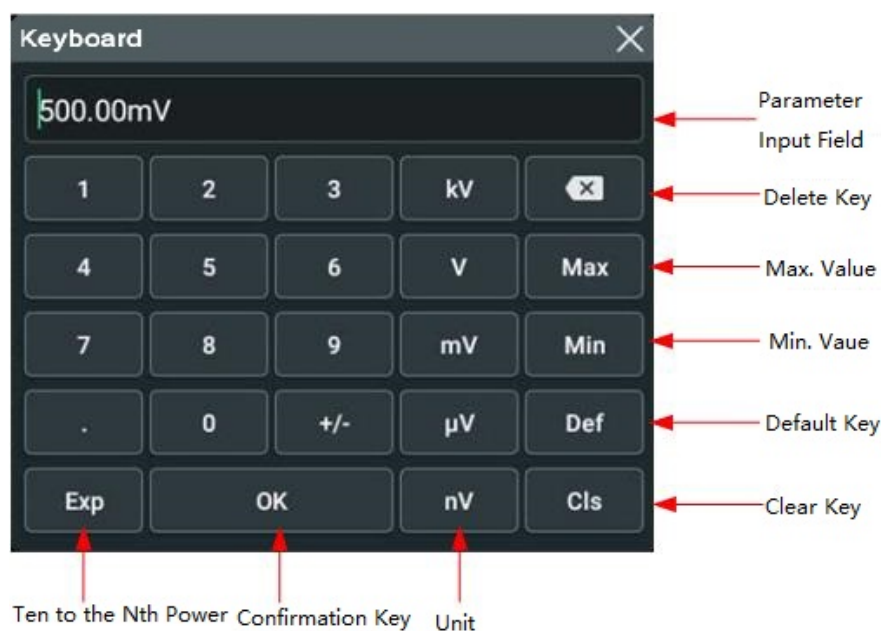 Keyboard
500.00mV
Parameter
Input Field
1 2 3 kV
Delete Key
4 5 6 V Max
Max. Value
7 8 9 mV Min
Min. Vaue
. 0 +/- µV Def
Default Key
Exp OK nV Cls
Clear Key
Ten to the Nth Power Confirmation Key Unit